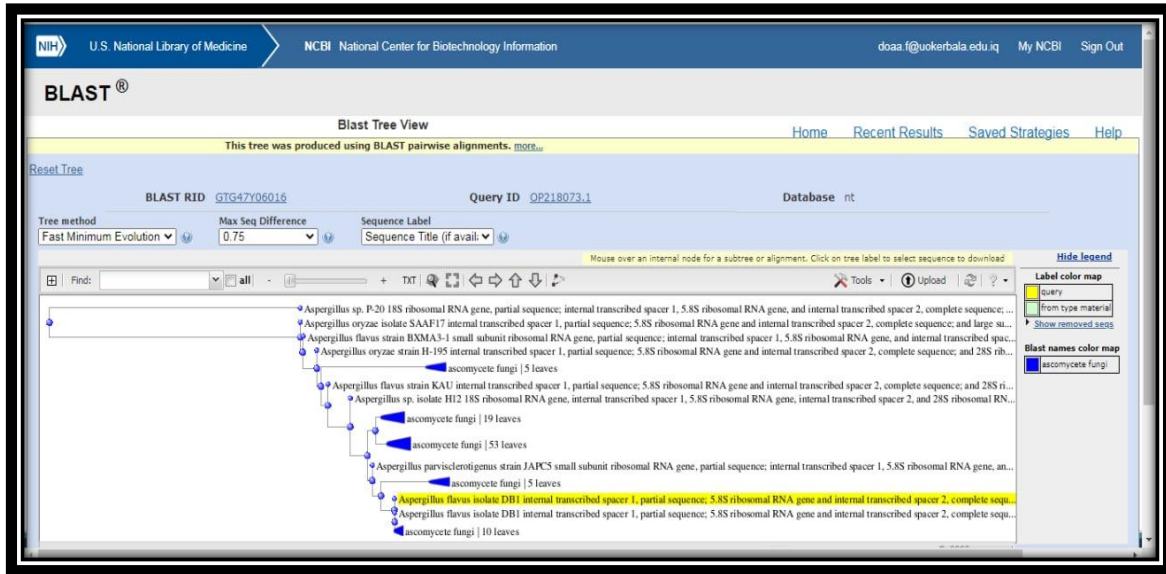 NIH U.S. National Library of Medicine NCBI National Center for Biotechnology Information doaa.f@uokerbala.edu.iq My NCBI Sign Out
BLAST ®
Blast Tree View
Home Recent Results Saved Strategies Help
This tree was produced using BLAST pairwise alignments. more...
Reset Tree
BLAST RID GTG47Y06016 Query ID OP218073.1 Database nt
Tree method Max Seq Difference Sequence Label
Fast Minimum Evolution 0.75 Sequence Title (if avail:
Mouse over an internal node for a subtree or alignment. Click on tree label to select sequence to download Hide legend
Find: all - + TXT Tools Upload ? Label color map
query
from type material
Show removed seqs
Blast names color map
ascomycete fungi
Aspergillus sp. P-20 18S ribosomal RNA gene, partial sequence; internal transcribed spacer 1, 5.8S ribosomal RNA gene, and internal transcribed spacer 2, complete sequence; ...
Aspergillus oryzae isolate SAAF17 internal transcribed spacer 1, partial sequence; 5.8S ribosomal RNA gene and internal transcribed spacer 2, complete sequence; and large su...
Aspergillus flavus strain BXMA3-1 small subunit ribosomal RNA gene, partial sequence; internal transcribed spacer 1, 5.8S ribosomal RNA gene, and internal transcribed spac...
Aspergillus oryzae strain H-195 internal transcribed spacer 1, partial sequence; 5.8S ribosomal RNA gene and internal transcribed spacer 2, complete sequence; and 28S rib...
ascomycete fungi | 5 leaves
Aspergillus flavus strain KAU internal transcribed spacer 1, partial sequence; 5.8S ribosomal RNA gene and internal transcribed spacer 2, complete sequence; and 28S ri...
Aspergillus sp. isolate H12 18S ribosomal RNA gene, internal transcribed spacer 1, 5.8S ribosomal RNA gene, internal transcribed spacer 2, and 28S ribosomal RN...
ascomycete fungi | 19 leaves
ascomycete fungi | 53 leaves
Aspergillus parvisclerotigenus strain JAPC5 small subunit ribosomal RNA gene, partial sequence; internal transcribed spacer 1, 5.8S ribosomal RNA gene, an...
ascomycete fungi | 5 leaves
Aspergillus flavus isolate DB1 internal transcribed spacer 1, partial sequence; 5.8S ribosomal RNA gene and internal transcribed spacer 2, complete sequ...
Aspergillus flavus isolate DB1 internal transcribed spacer 1, partial sequence; 5.8S ribosomal RNA gene and internal transcribed spacer 2, complete sequ...
ascomycete fungi | 10 leaves